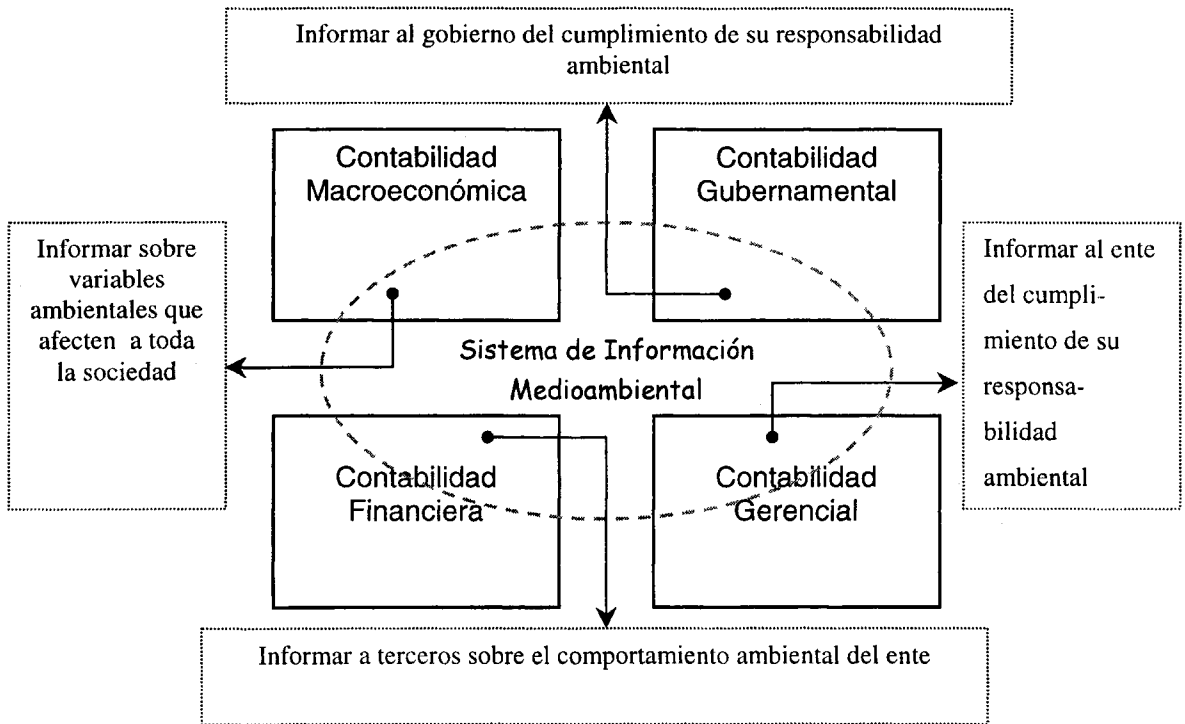 Informar al gobierno del cumplimiento de su responsabilidad
ambiental
Contabilidad
Macroeconómica
Contabilidad
Gubernamental
Informar sobre
variables
ambientales que
afecten a toda
la sociedad
Informar al ente
del cumpli-
miento de su
responsa-
bilidad
ambiental
Sistema de Información
Medioambiental
Contabilidad
Financiera
Contabilidad
Gerencial
Informar a terceros sobre el comportamiento ambiental del ente